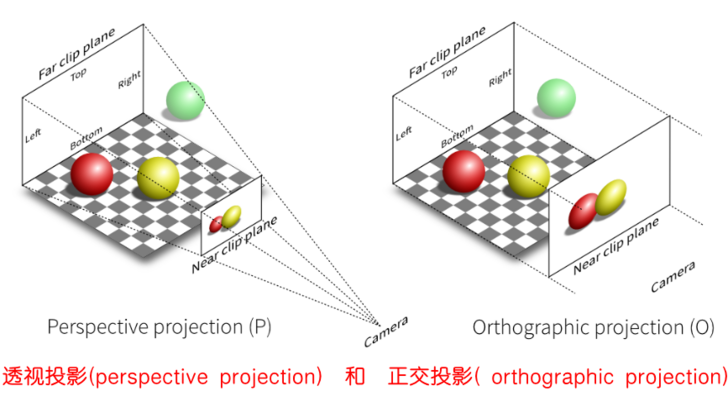 Far clip plane
Top
Right
Left
Bottom
Near clip plane
Camera
Perspective projection (P)
Far clip plane
Top
Right
Left
Bottom
Near clip plane
Camera
Orthographic projection (O)
透视投影(perspective projection) 和 正交投影( orthographic projection)